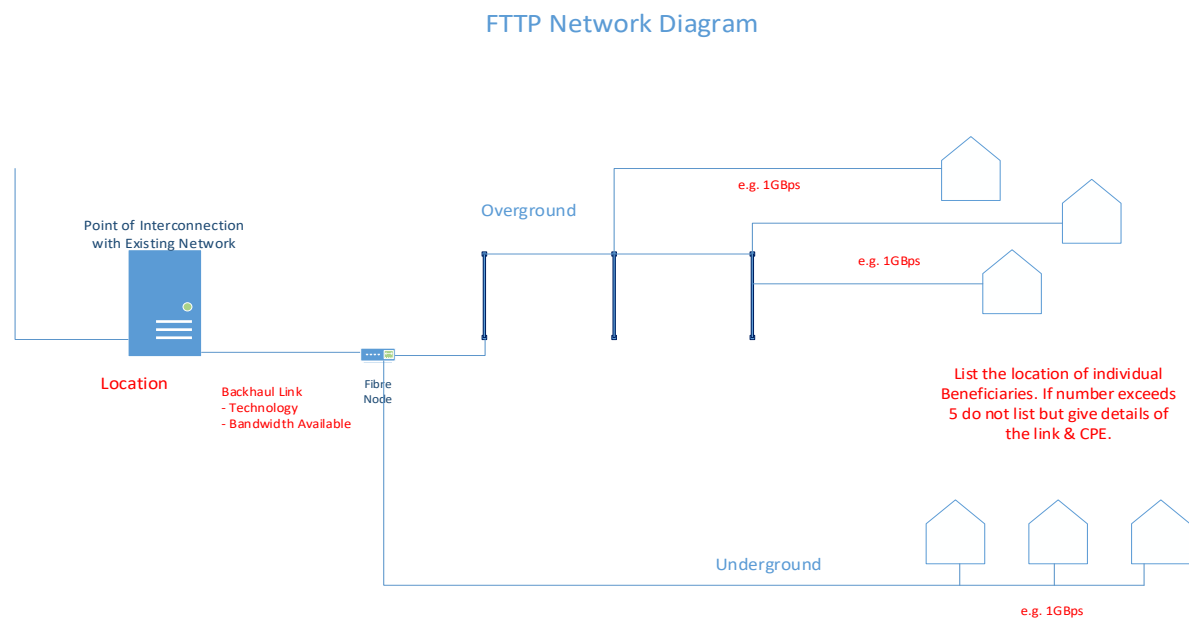 FTTP Network Diagram
e.g. 1GBps
Overground
Point of Interconnection
with Existing Network
e.g. 1GBps
Location
Backhaul Link
- Technology
- Bandwidth Available
Fibre
Node
List the location of individual
Beneficiaries. If number exceeds
5 do not list but give details of
the link & CPE.
Underground
e.g. 1GBps